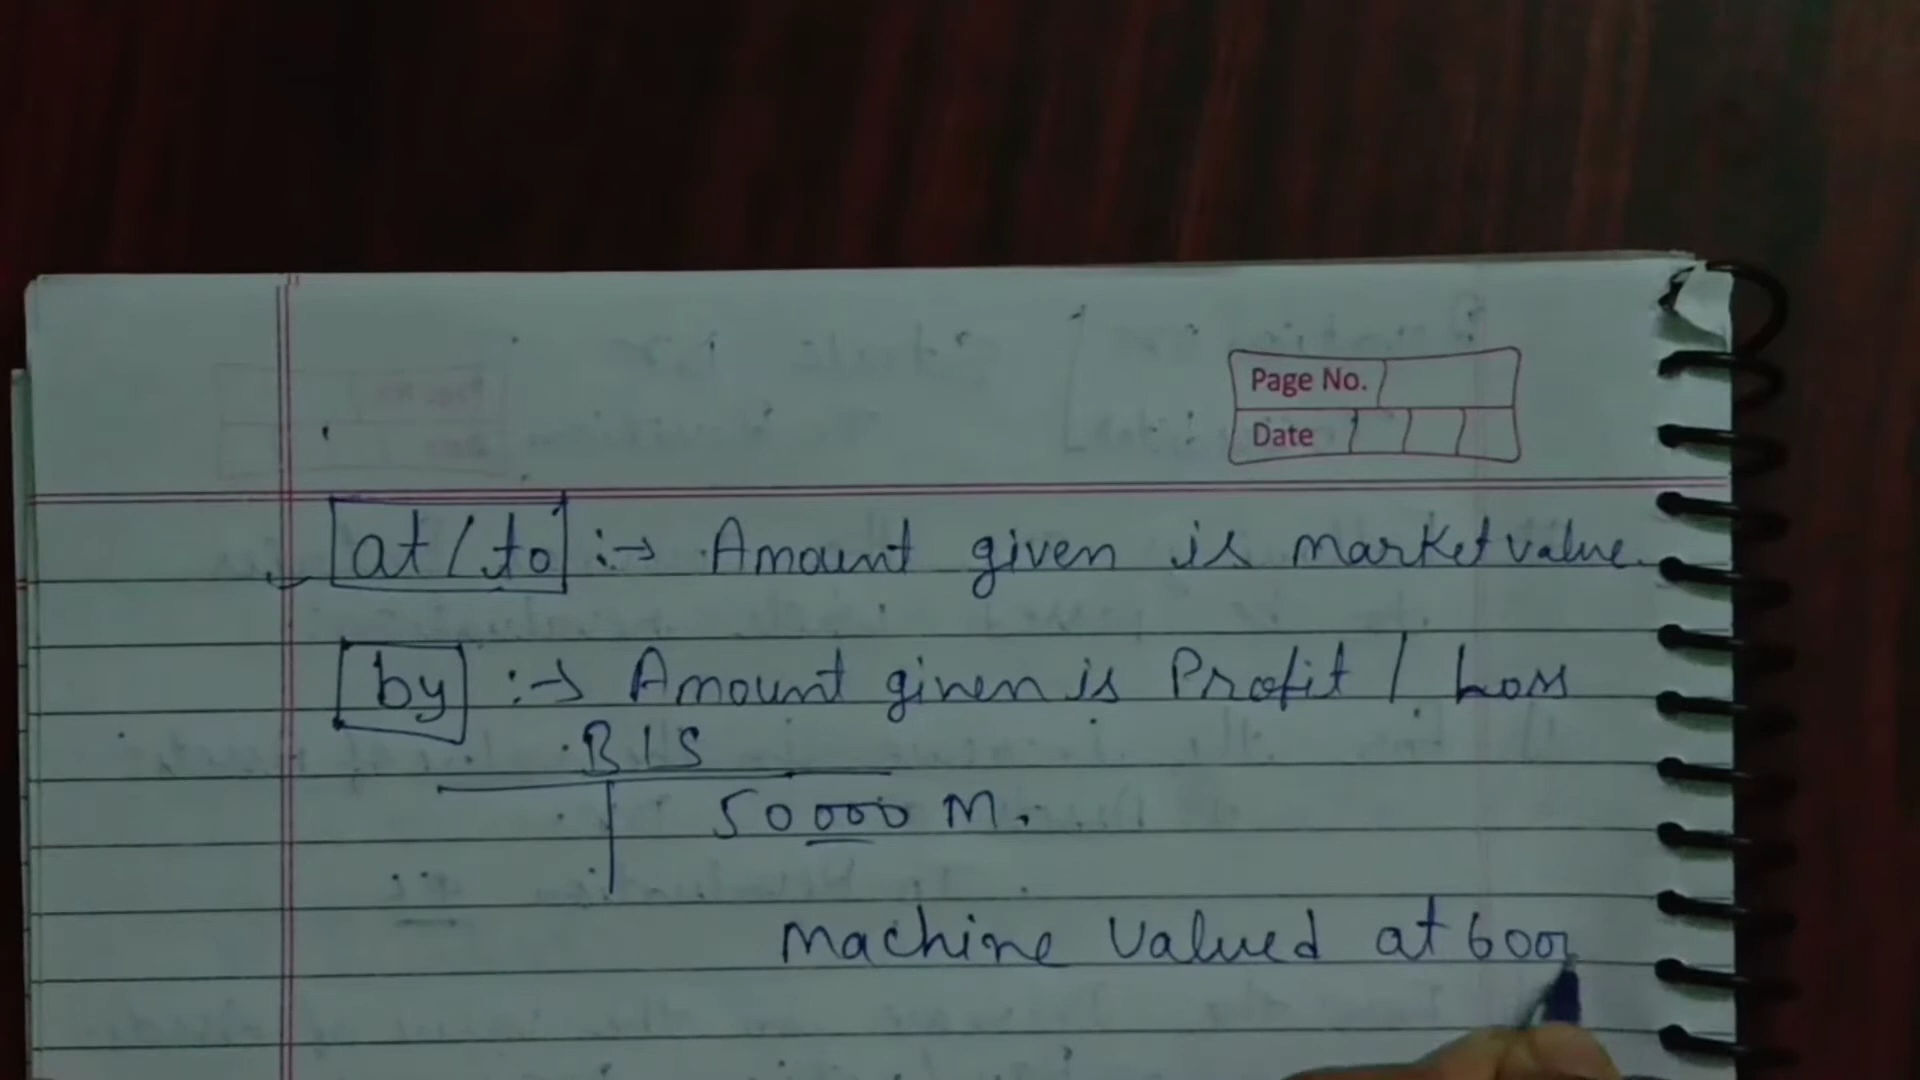 Page No.
Date
at / to :→ Amount given is market value.
by :→ Amount given is Profit / Loss
B/S
50000 M.
Machine Valued at 600